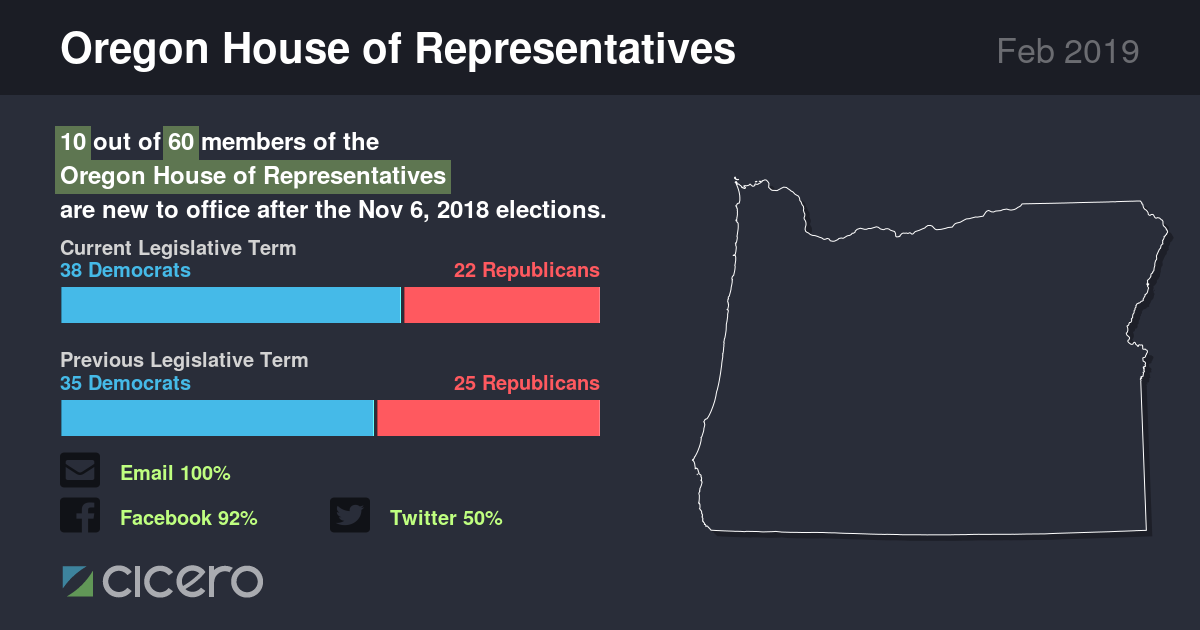 Oregon House of Representatives
Feb 2019
10 out of 60 members of the
Oregon House of Representatives
are new to office after the Nov 6, 2018 elections.
Current Legislative Term
38 Democrats 22 Republicans
Previous Legislative Term
35 Democrats 25 Republicans
Email 100%
Facebook 92% Twitter 50%
cicero